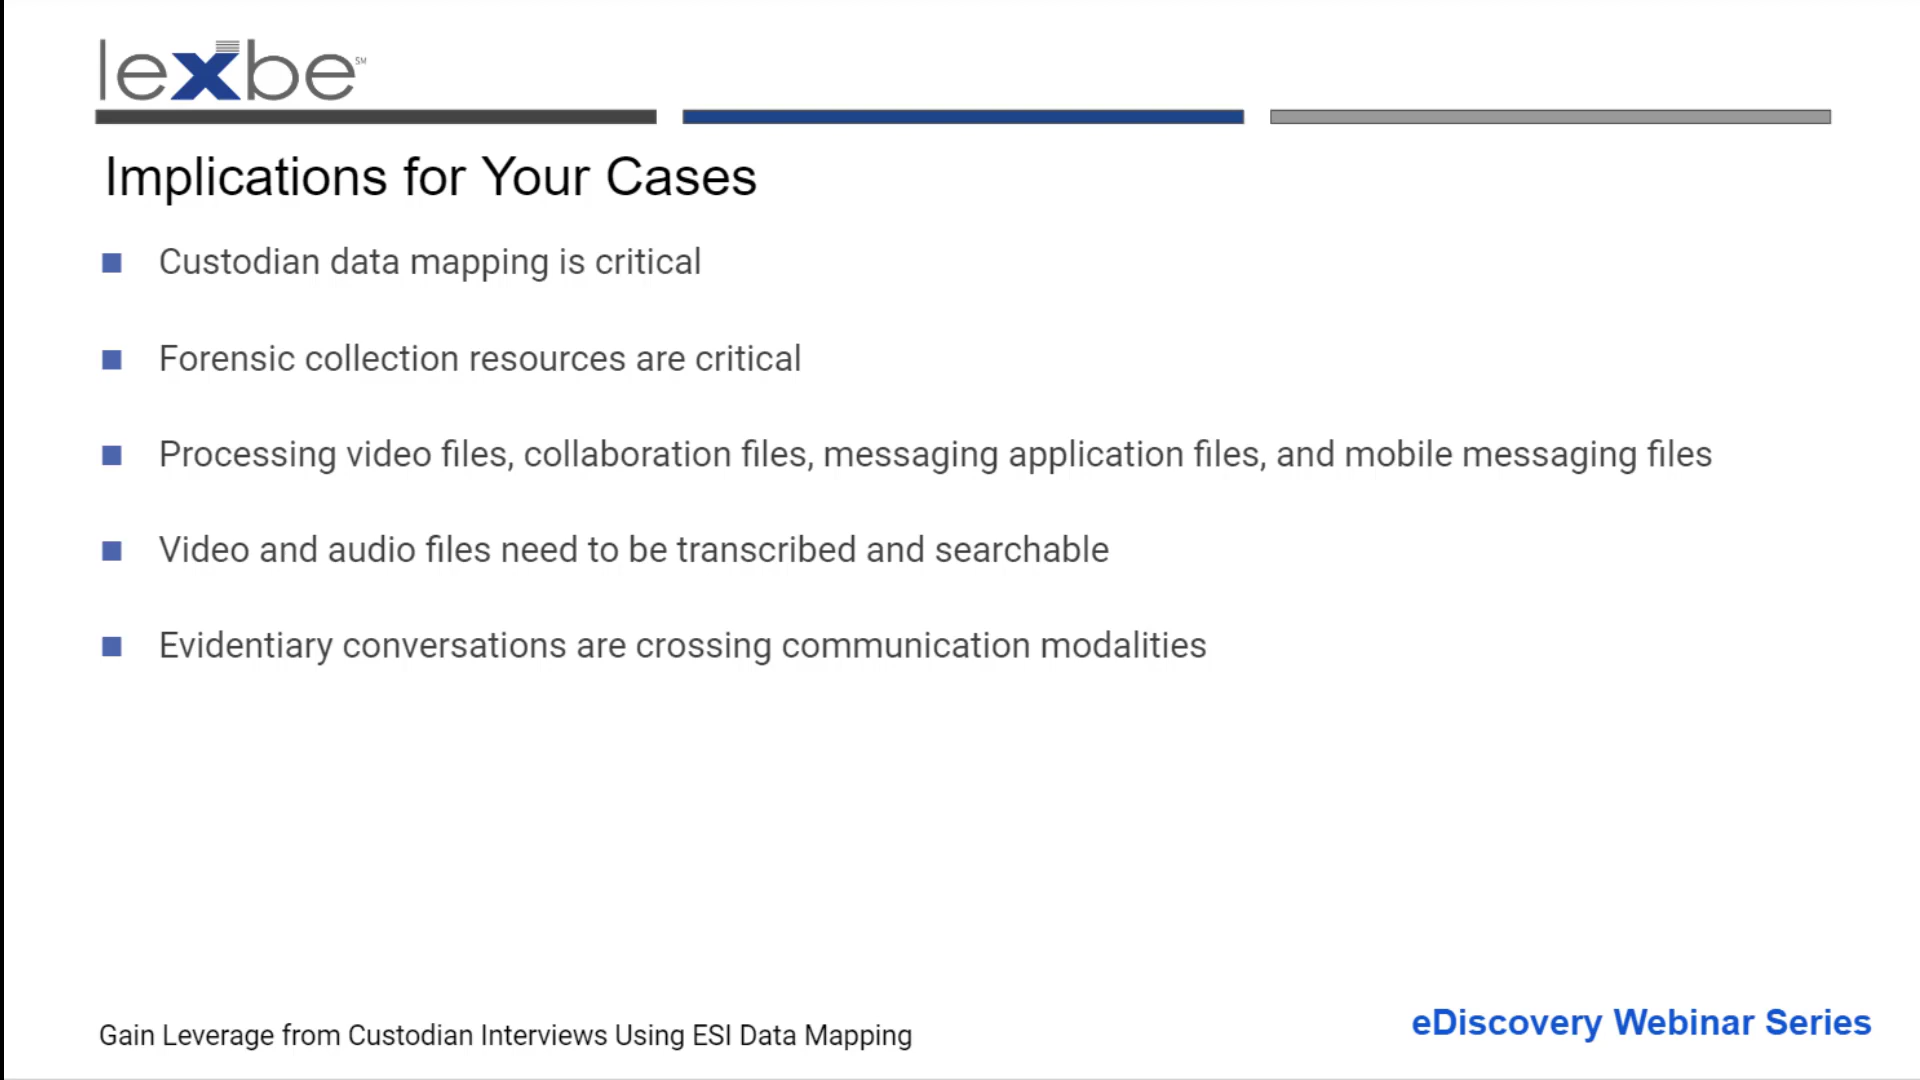 lexbe SM
Implications for Your Cases
Custodian data mapping is critical
Forensic collection resources are critical
Processing video files, collaboration files, messaging application files, and mobile messaging files
Video and audio files need to be transcribed and searchable
Evidentiary conversations are crossing communication modalities
Gain Leverage from Custodian Interviews Using ESI Data Mapping
eDiscovery Webinar Series